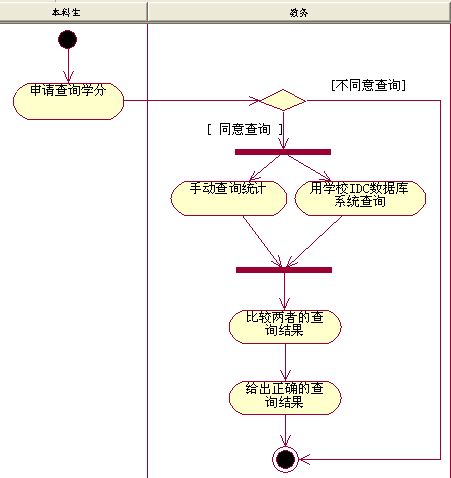 本科生
教务
申请查询学分
[不同意查询]
[ 同意查询 ]
手动查询统计
用学校IDC数据库
系统查询
比较两者的查
询结果
给出正确的查
询结果